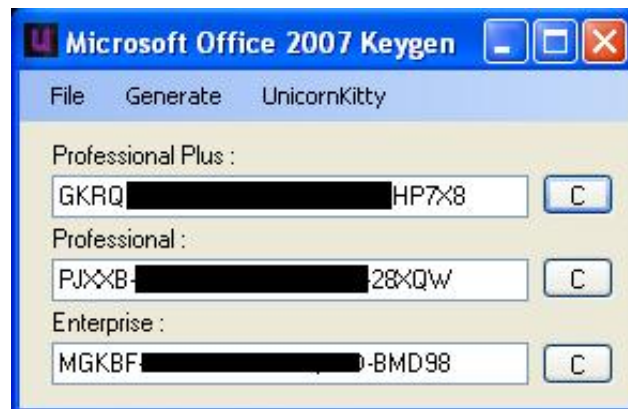 Microsoft Office 2007 Keygen
File Generate UnicornKitty
Professional Plus :
GKRQ HP7X8 C
Professional :
PJXXB- -28XQW C
Enterprise :
MGKBF- -BMD98 C